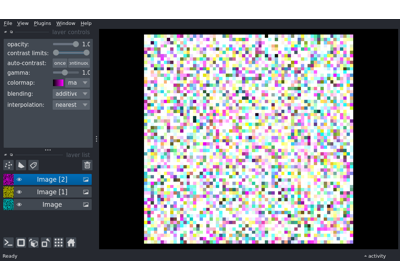 File View Plugins Window Help
layer controls
opacity: 1.0
contrast limits:
auto-contrast: once
gamma: 1.0
colormap: ma
blending: additive
interpolation: nearest
layer list
Image [2]
Image [1]
Image
Ready activity